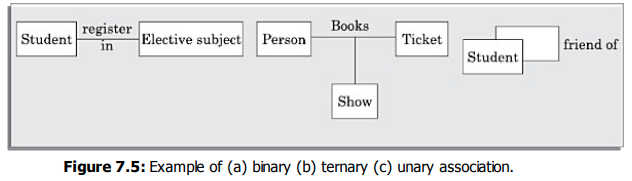 Student
register
in
Elective subject
Person
Books
Ticket
Show
Student
friend of
Figure 7.5: Example of (a) binary (b) ternary (c) unary association.